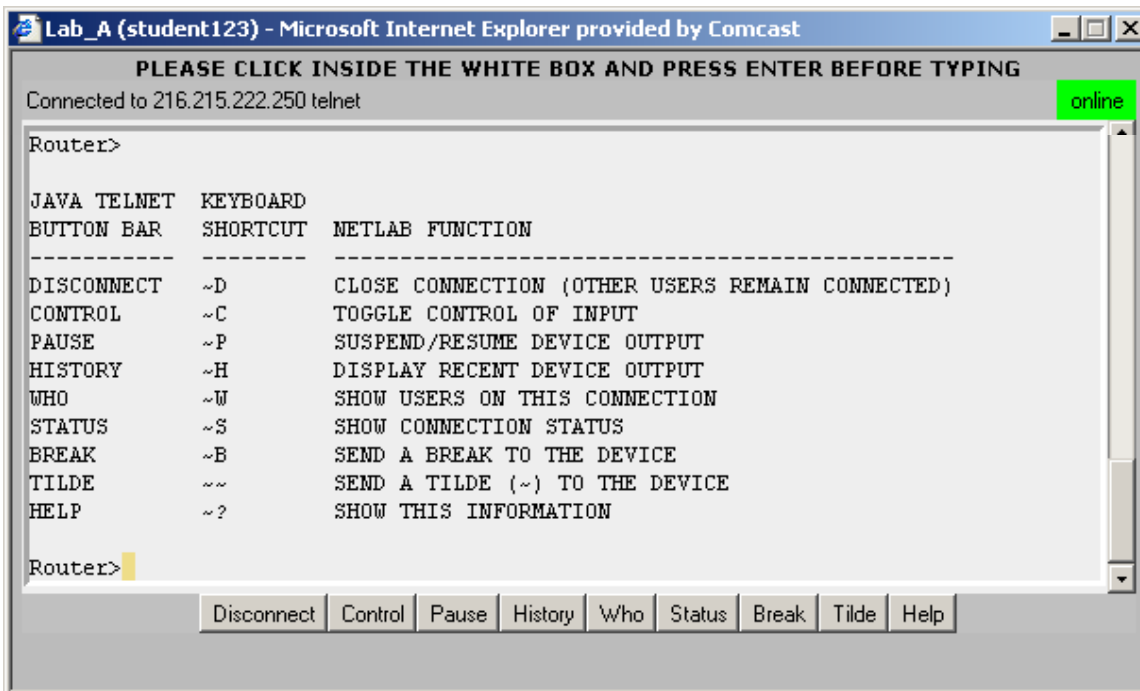 Lab_A (student123) - Microsoft Internet Explorer provided by Comcast
PLEASE CLICK INSIDE THE WHITE BOX AND PRESS ENTER BEFORE TYPING
Connected to 216.215.222.250 telnet online
Router>
JAVA TELNET KEYBOARD
BUTTON BAR SHORTCUT NETLAB FUNCTION
----------- -------- -----------------------------------------------
DISCONNECT ~D CLOSE CONNECTION (OTHER USERS REMAIN CONNECTED)
CONTROL ~C TOGGLE CONTROL OF INPUT
PAUSE ~P SUSPEND/RESUME DEVICE OUTPUT
HISTORY ~H DISPLAY RECENT DEVICE OUTPUT
WHO ~W SHOW USERS ON THIS CONNECTION
STATUS ~S SHOW CONNECTION STATUS
BREAK ~B SEND A BREAK TO THE DEVICE
TILDE ~~ SEND A TILDE (~) TO THE DEVICE
HELP ~? SHOW THIS INFORMATION
Router>
Disconnect Control Pause History Who Status Break Tilde Help